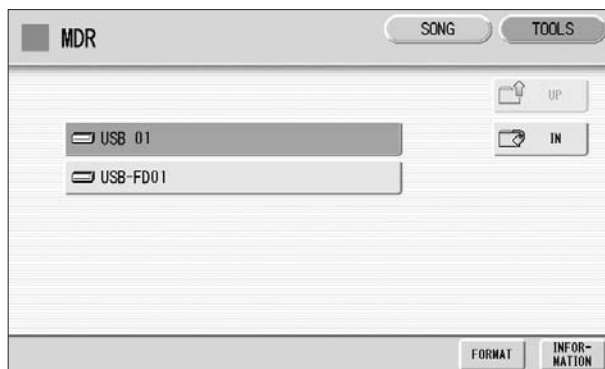 MDR
SONG
TOOLS
UP
USB 01
IN
USB-FD01
FORMAT
INFOR-
MATION